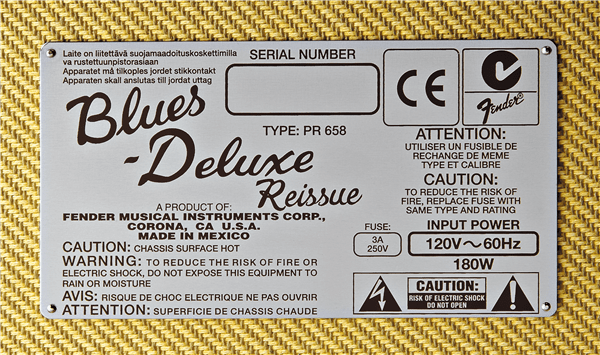 Laite on liitettävä suojamaadoituskoskettimilla
va rustettuunpistorasiaan
Apparatet må tilkoples jordet stikkontakt
Apparaten skall anslutas till jordat uttag
SERIAL NUMBER
CE
Fender®
Blues
-Deluxe
Reissue
TYPE: PR 658
ATTENTION:
UTILISER UN FUSIBLE DE
RECHANGE DE MEME
TYPE ET CALIBRE
CAUTION:
TO REDUCE THE RISK OF
FIRE, REPLACE FUSE WITH
SAME TYPE AND RATING
A PRODUCT OF:
FENDER MUSICAL INSTRUMENTS CORP.,
CORONA, CA U.S.A.
MADE IN MEXICO
CAUTION: CHASSIS SURFACE HOT
WARNING: TO REDUCE THE RISK OF FIRE OR
ELECTRIC SHOCK, DO NOT EXPOSE THIS EQUIPMENT TO
RAIN OR MOISTURE
AVIS: RISQUE DE CHOC ELECTRIQUE NE PAS OUVRIR
ATTENTION: SUPERFICIE DE CHASSIS CHAUDE
FUSE:
3A
250V
INPUT POWER
120V～60Hz
180W
CAUTION:
RISK OF ELECTRIC SHOCK
DO NOT OPEN